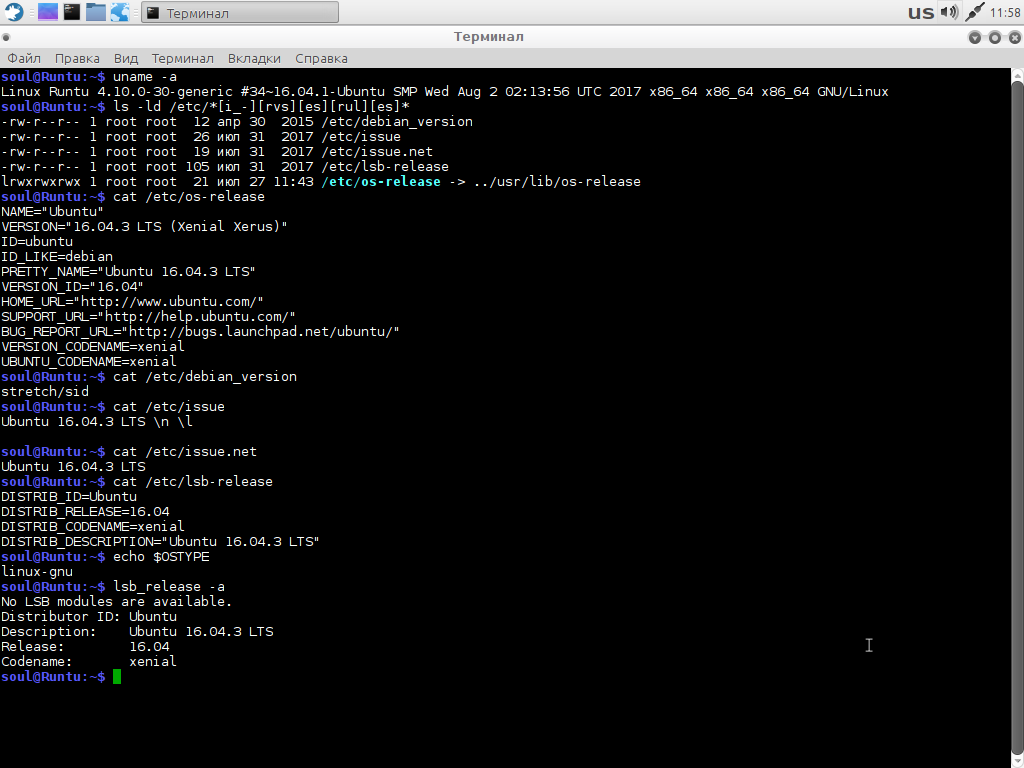 Терминал
us
11:58
Терминал
Файл Правка Вид Терминал Вкладки Справка
soul@Runtu:~$ uname -a
Linux Runtu 4.10.0-30-generic #34~16.04.1-Ubuntu SMP Wed Aug 2 02:13:56 UTC 2017 x86_64 x86_64 x86_64 GNU/Linux
soul@Runtu:~$ ls -ld /etc/*[i_-][rvs][es][rul][es]*
-rw-r--r-- 1 root root  12 апр 30  2015 /etc/debian_version
-rw-r--r-- 1 root root  26 июл 31  2017 /etc/issue
-rw-r--r-- 1 root root  19 июл 31  2017 /etc/issue.net
-rw-r--r-- 1 root root 105 июл 31  2017 /etc/lsb-release
lrwxrwxrwx 1 root root  21 июл 27 11:43 /etc/os-release -> ../usr/lib/os-release
soul@Runtu:~$ cat /etc/os-release
NAME="Ubuntu"
VERSION="16.04.3 LTS (Xenial Xerus)"
ID=ubuntu
ID_LIKE=debian
PRETTY_NAME="Ubuntu 16.04.3 LTS"
VERSION_ID="16.04"
HOME_URL="http://www.ubuntu.com/"
SUPPORT_URL="http://help.ubuntu.com/"
BUG_REPORT_URL="http://bugs.launchpad.net/ubuntu/"
VERSION_CODENAME=xenial
UBUNTU_CODENAME=xenial
soul@Runtu:~$ cat /etc/debian_version
stretch/sid
soul@Runtu:~$ cat /etc/issue
Ubuntu 16.04.3 LTS \n \l
soul@Runtu:~$ cat /etc/issue.net
Ubuntu 16.04.3 LTS
soul@Runtu:~$ cat /etc/lsb-release
DISTRIB_ID=Ubuntu
DISTRIB_RELEASE=16.04
DISTRIB_CODENAME=xenial
DISTRIB_DESCRIPTION="Ubuntu 16.04.3 LTS"
soul@Runtu:~$ echo $OSTYPE
linux-gnu
soul@Runtu:~$ lsb_release -a
No LSB modules are available.
Distributor ID: Ubuntu
Description:    Ubuntu 16.04.3 LTS
Release:        16.04
Codename:       xenial
soul@Runtu:~$